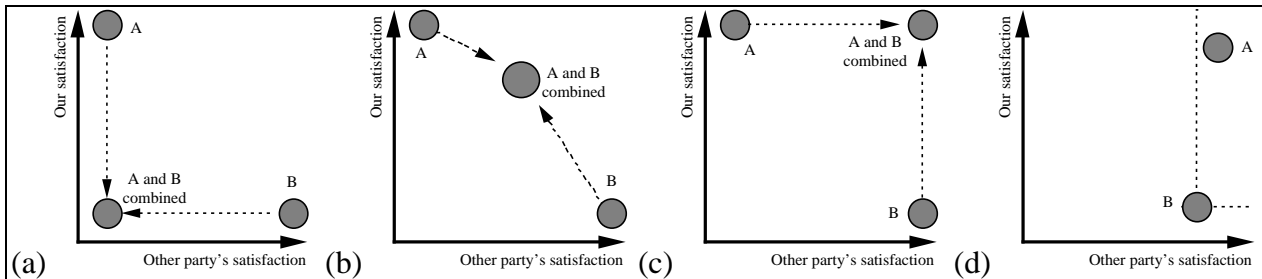 Our satisfaction
A
A and B
combined
B
(a)
Other party's satisfaction
Our satisfaction
A
A and B
combined
B
(b)
Other party's satisfaction
Our satisfaction
A
A and B
combined
B
(c)
Other party's satisfaction
Our satisfaction
A
B
(d)
Other party's satisfaction